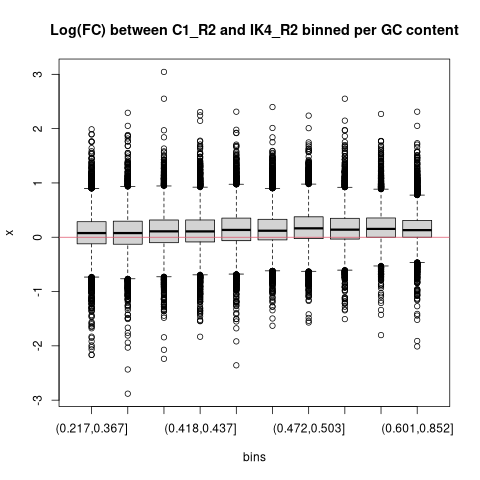 Log(FC) between C1_R2 and IK4_R2 binned per GC content
3
2
1
0
-1
-2
-3
x
(0.217,0.367] (0.418,0.437] (0.472,0.503] (0.601,0.852]
bins